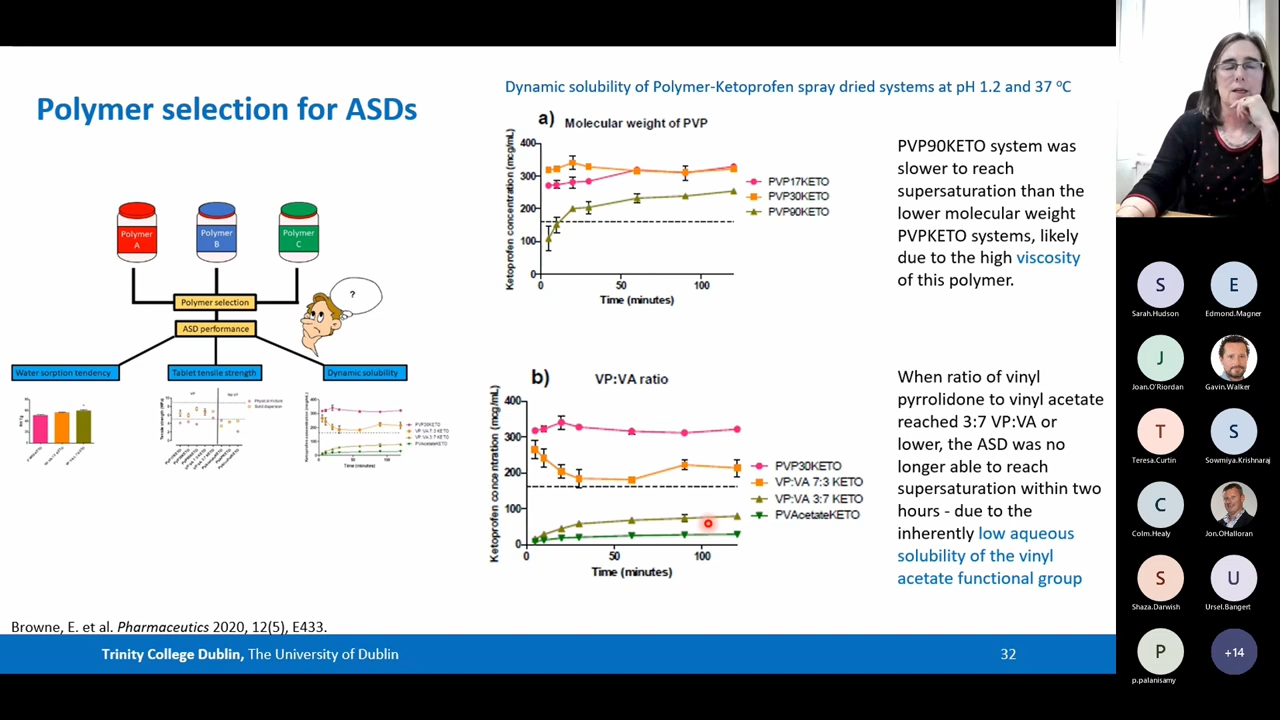 Polymer selection for ASDs
Polymer
A
Polymer
B
Polymer
C
?
Polymer selection
ASD performance
Water sorption tendency
Tablet tensile strength
Dynamic solubility
Time (minutes)
Browne, E. et al. Pharmaceutics 2020, 12(5), E433.
Dynamic solubility of Polymer-Ketoprofen spray dried systems at pH 1.2 and 37 ºC
a)
Molecular weight of PVP
Ketoprofen concentration (mcg/mL)
400
300
200
100
0
0
50
100
Time (minutes)
PVP17KETO
PVP30KETO
PVP90KETO
PVP90KETO system was
slower to reach
supersaturation than the
lower molecular weight
PVPKETO systems, likely
due to the high viscosity
of this polymer.
b)
VP:VA ratio
Ketoprofen concentration (mcg/mL)
400
300
200
100
0
0
50
100
Time (minutes)
PVP30KETO
VP:VA 7:3 KETO
VP:VA 3:7 KETO
PVAcetateKETO
When ratio of vinyl
pyrrolidone to vinyl acetate
reached 3:7 VP:VA or
lower, the ASD was no
longer able to reach
supersaturation within two
hours - due to the
inherently low aqueous
solubility of the vinyl
acetate functional group
Trinity College Dublin, The University of Dublin
32
S
Sarah.Hudson
E
Edmond.Magner
J
Joan.O'Riordan
Gavin.Walker
T
Teresa.Curtin
S
Sowmiya.Krishnaraj
C
Colm.Healy
Jon.OHalloran
S
Shaza.Darwish
U
Ursel.Bangert
P
p.palanisamy
+14